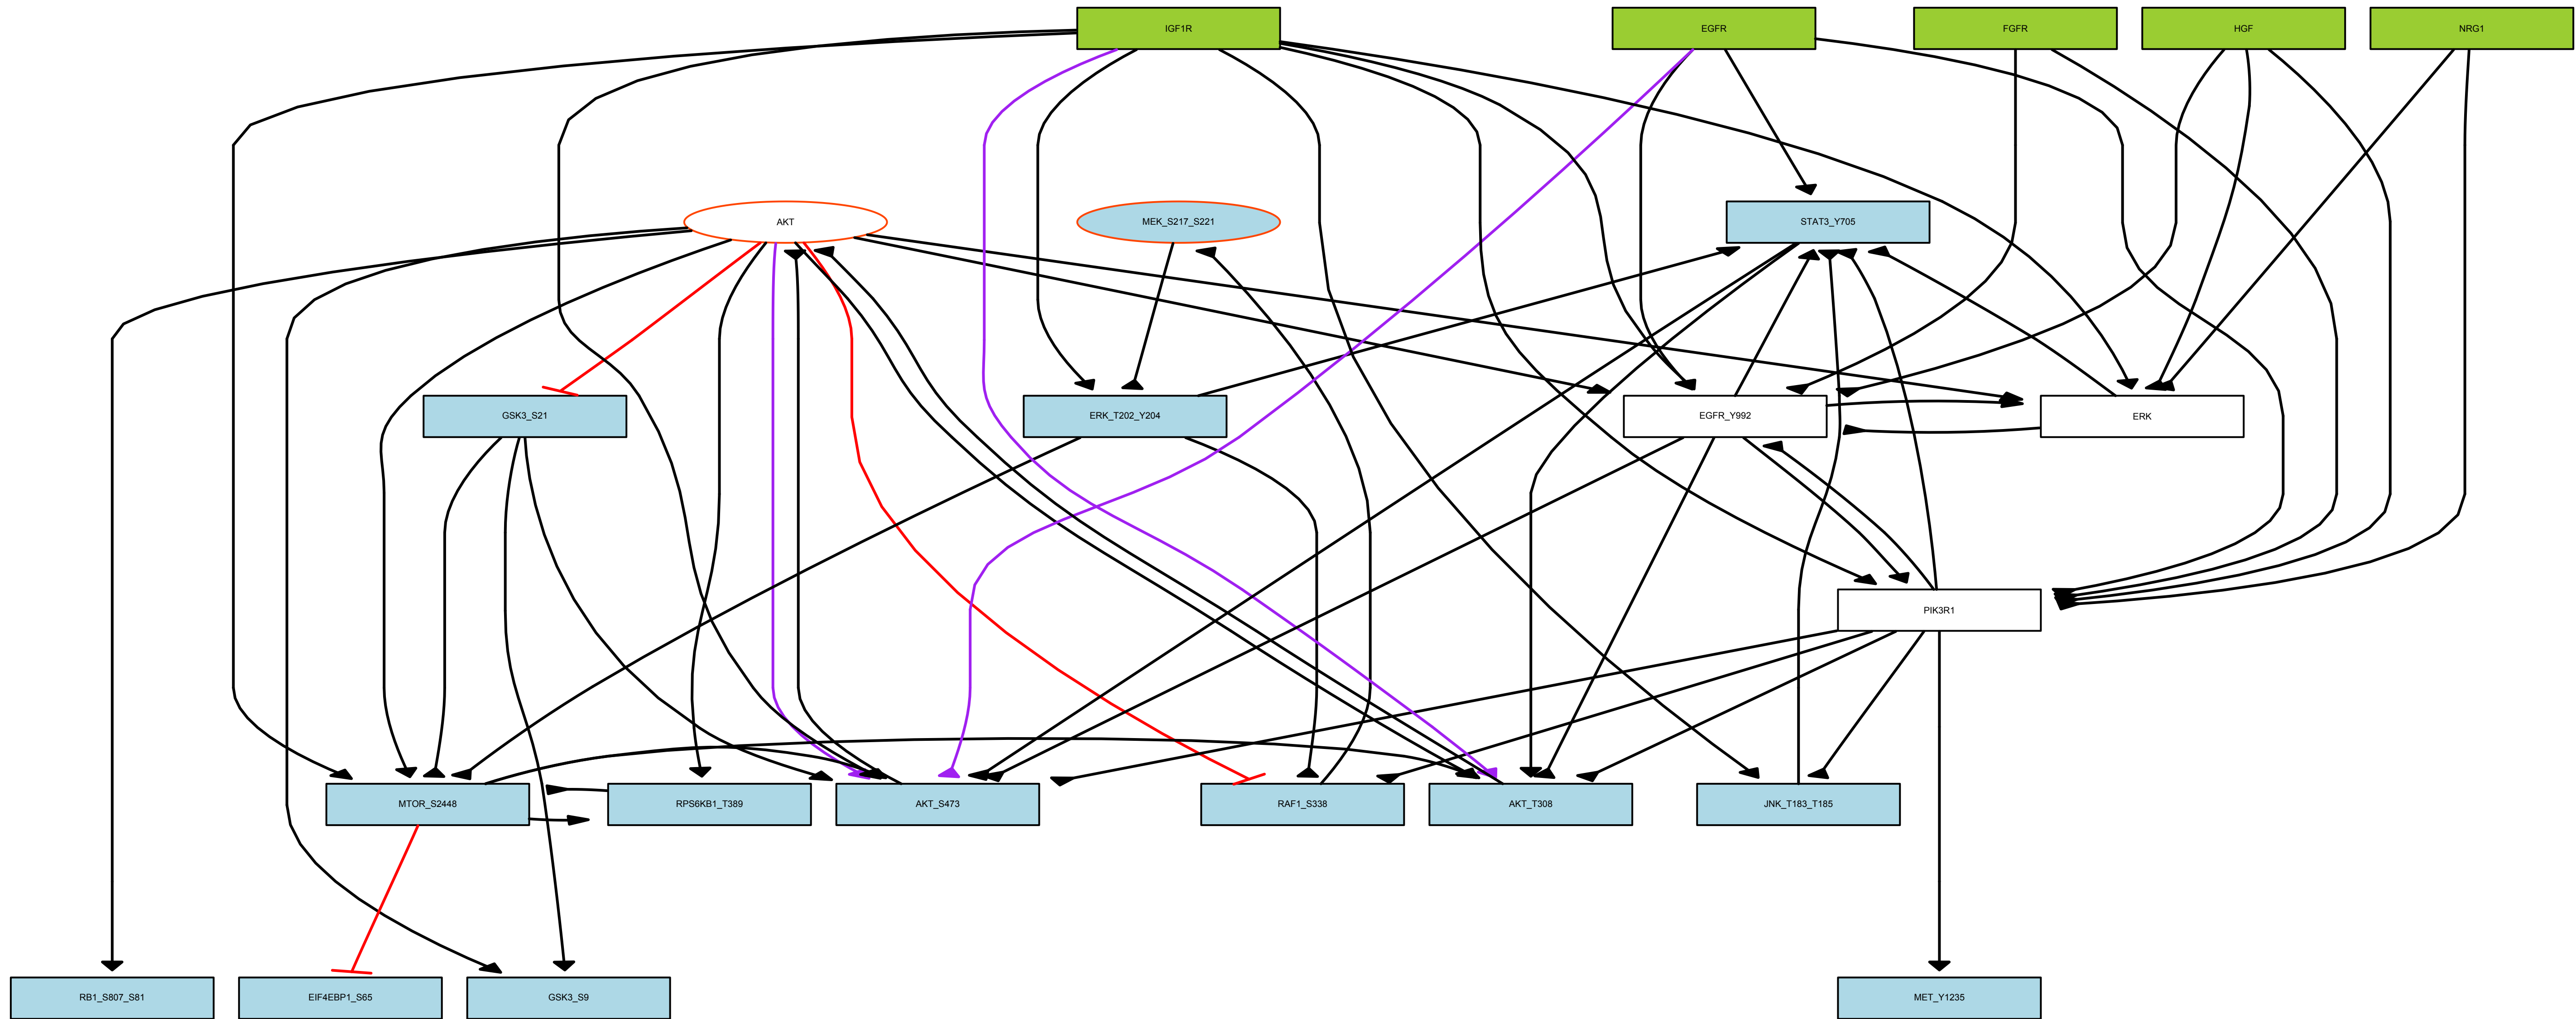 IGF1R
EGFR
FGFR
HGF
NRG1
AKT
MEK_S217_S221
STAT3_Y705
GSK3_S21
ERK_T202_Y204
EGFR_Y992
ERK
PIK3R1
MTOR_S2448
RPS6KB1_T389
AKT_S473
RAF1_S338
AKT_T308
JNK_T183_T185
RB1_S807_S81
EIF4EBP1_S65
GSK3_S9
MET_Y1235